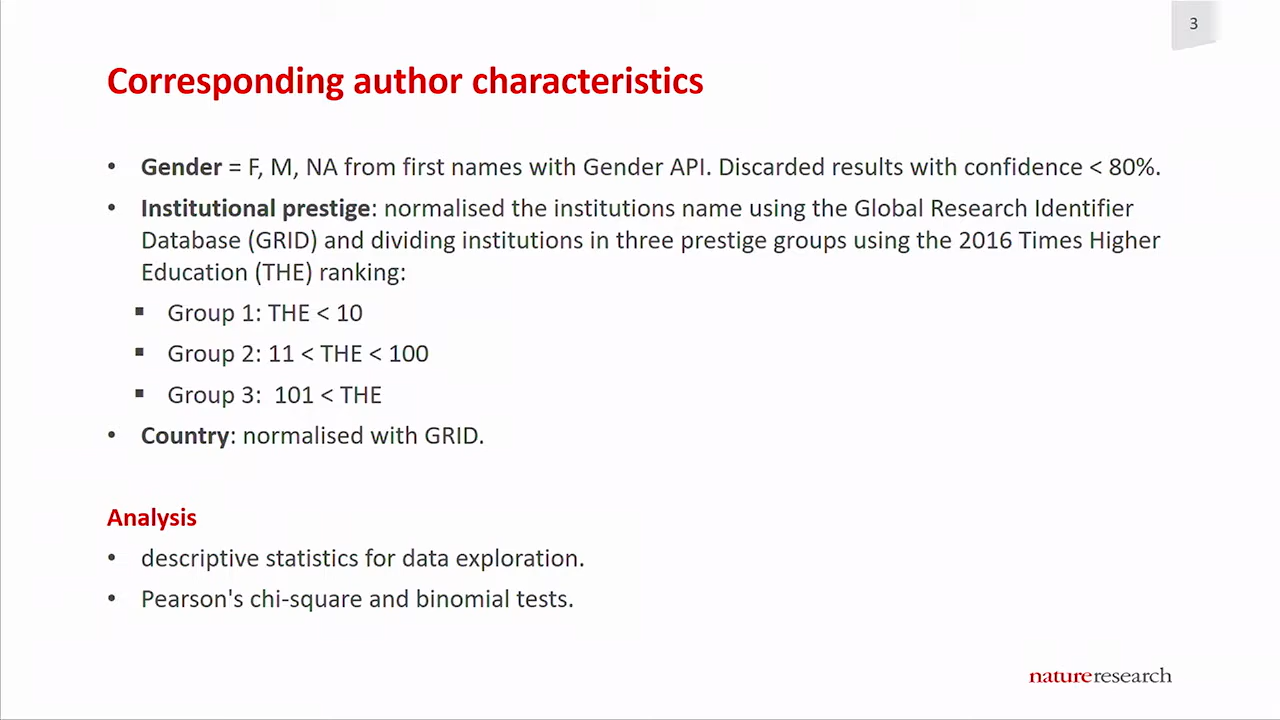 3
Corresponding author characteristics
• Gender = F, M, NA from first names with Gender API. Discarded results with confidence < 80%.
• Institutional prestige: normalised the institutions name using the Global Research Identifier
Database (GRID) and dividing institutions in three prestige groups using the 2016 Times Higher
Education (THE) ranking:
▪ Group 1: THE < 10
▪ Group 2: 11 < THE < 100
▪ Group 3:  101 < THE
• Country: normalised with GRID.
Analysis
• descriptive statistics for data exploration.
• Pearson's chi-square and binomial tests.
natureresearch